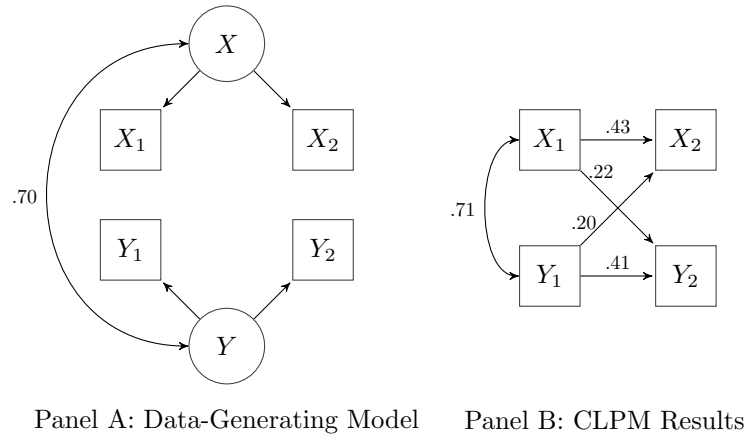 X
X₁
X₂
.70
Y₁
Y₂
Y
Panel A: Data-Generating Model
X₁
.43
X₂
.22
.71
.20
Y₁
.41
Y₂
Panel B: CLPM Results